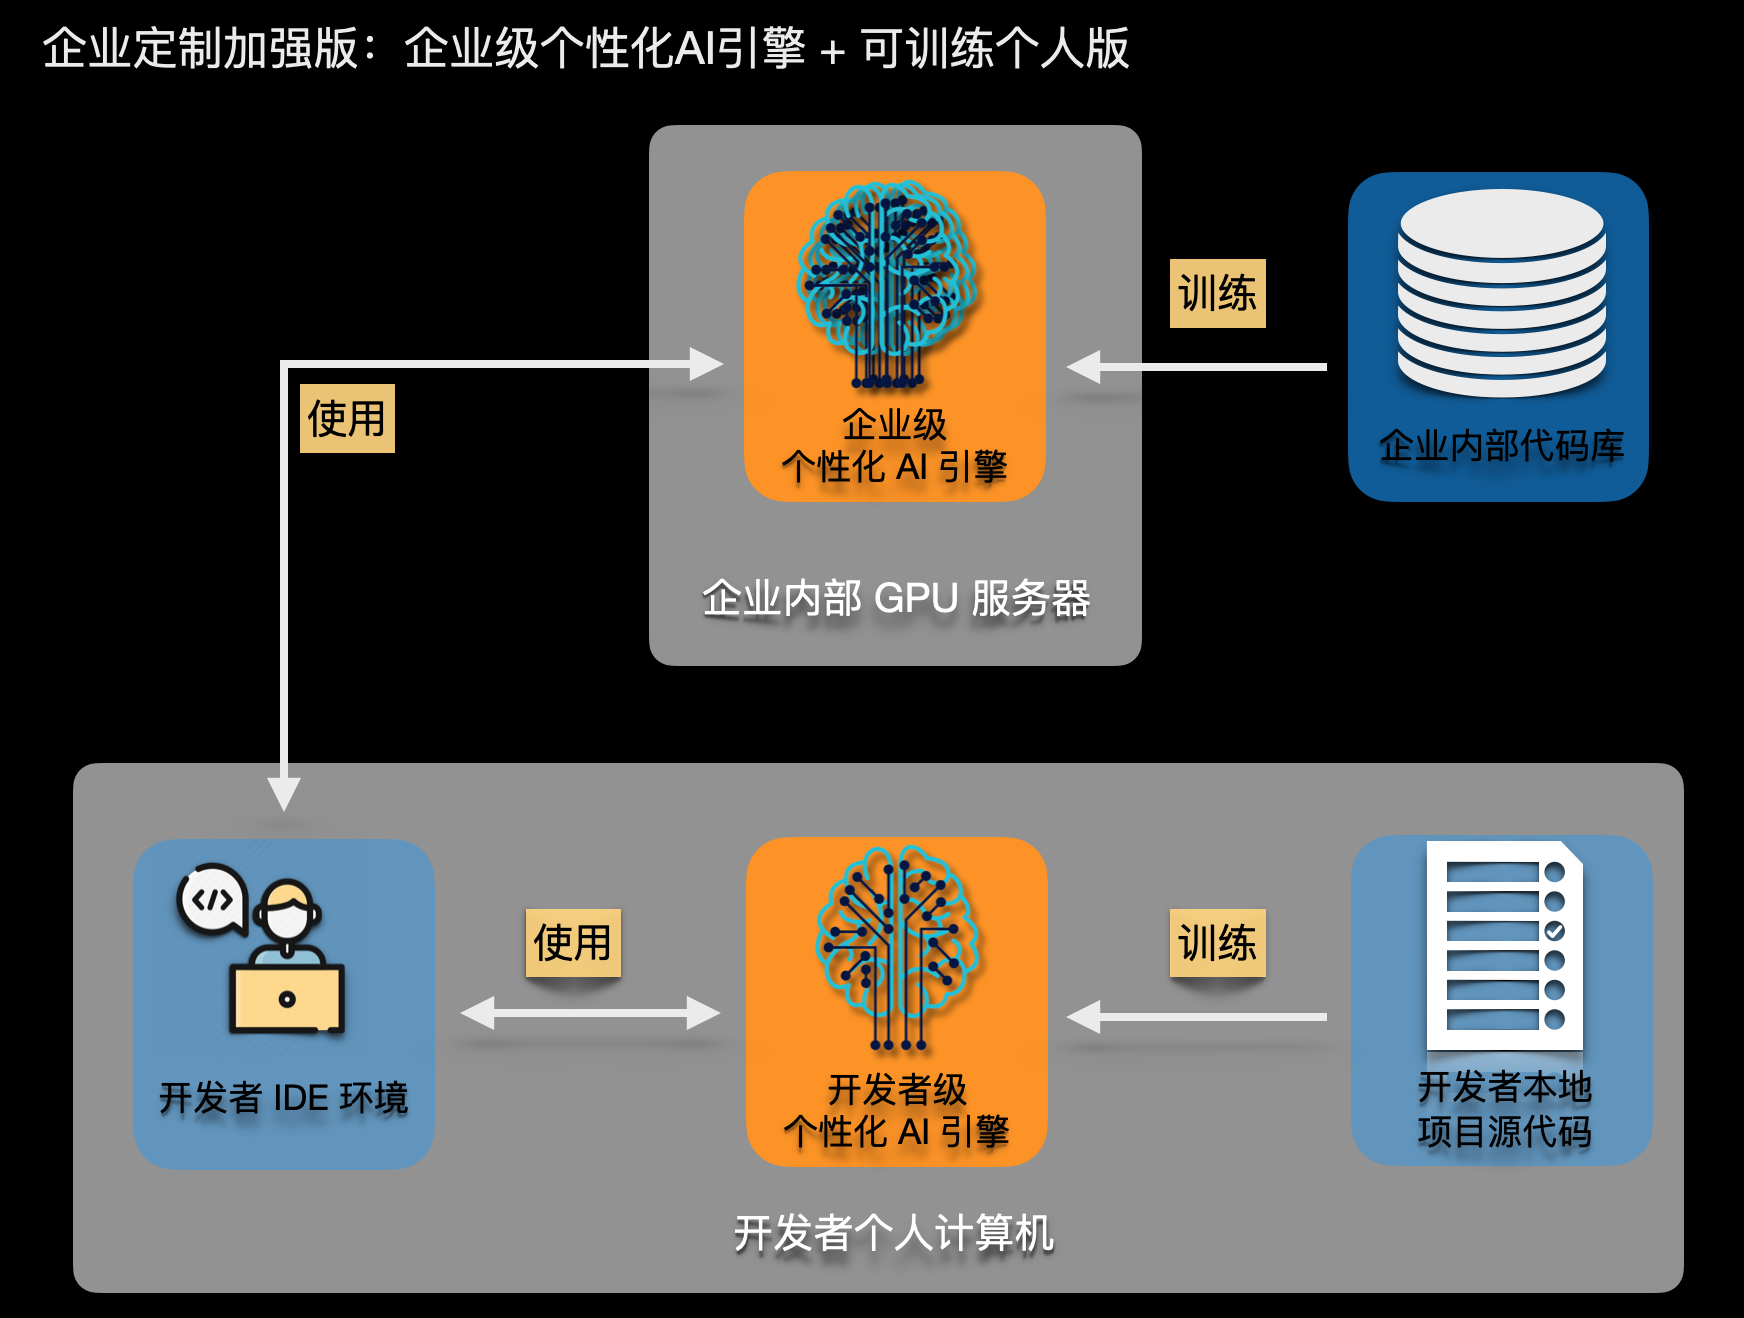 企业定制加强版：企业级个性化AI引擎 + 可训练个人版
企业级
个性化 AI 引擎
训练
企业内部代码库
使用
企业内部 GPU 服务器
</>
开发者 IDE 环境
使用
开发者级
个性化 AI 引擎
训练
开发者本地
项目源代码
开发者个人计算机